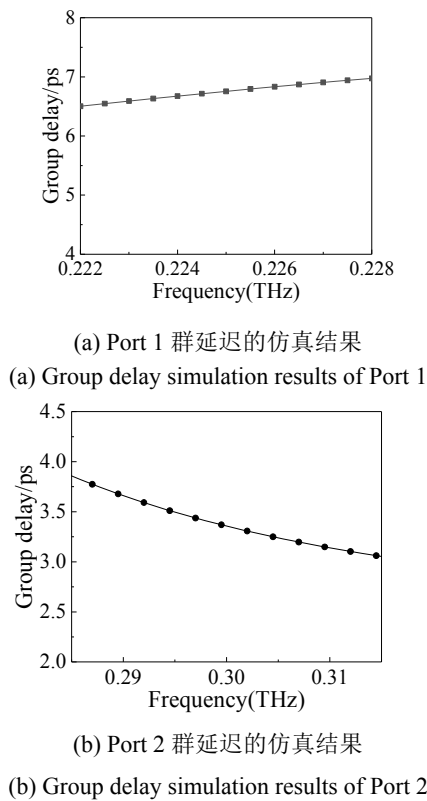 8
7
6
5
4
Group delay/ps
0.222 0.224 0.226 0.228
Frequency(THz)
(a) Port 1 群延迟的仿真结果
(a) Group delay simulation results of Port 1
4.5
4.0
3.5
3.0
2.5
2.0
Group delay/ps
0.29 0.30 0.31
Frequency(THz)
(b) Port 2 群延迟的仿真结果
(b) Group delay simulation results of Port 2